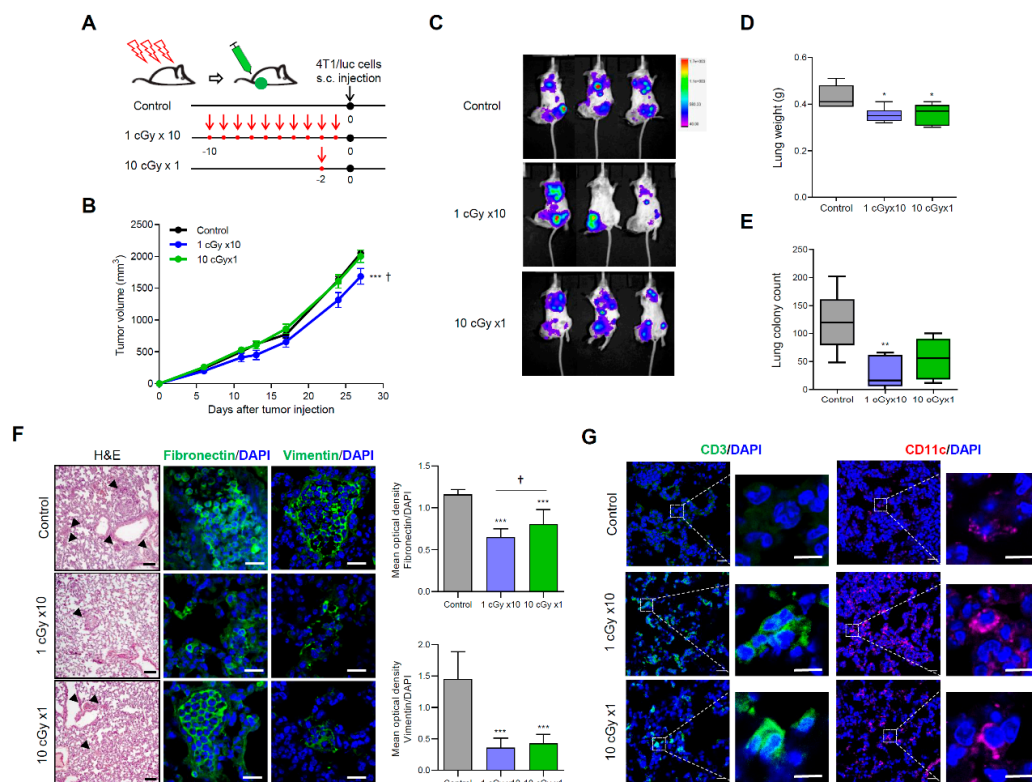 A
4T1/luc cells
s.c. injection
Control
0
1 cGy x 10
-10
0
10 cGy x 1
-2
0
B
Control
1 cGy x10
10 cGyx1
Tumor volume (mm3)
2000
1500
1000
500
0
*** †
0
5
10
15
20
25
30
Days after tumor injection
C
Control
1 cGy x10
10 cGy x1
D
Lung weight (g)
0.6
0.4
0.2
0.0
*
*
Control
1 cGyx10
10 cGyx1
E
Lung colony count
250
200
150
100
50
0
**
Control
1 cGyx10
10 cGyx1
F
H&E
Fibronectin/DAPI
Vimentin/DAPI
Control
1 cGy x10
10 cGy x1
Mean optical density
Fibronectin/DAPI
1.5
1.0
0.5
0.0
†
***
***
Control
1 cGy x10
10 cGy x1
Mean optical density
Vimentin/DAPI
2.0
1.5
1.0
0.5
0.0
***
***
Control
1 cGy x10
10 cGy x1
G
CD3/DAPI
CD11c/DAPI
Control
1 cGy x10
10 cGy x1